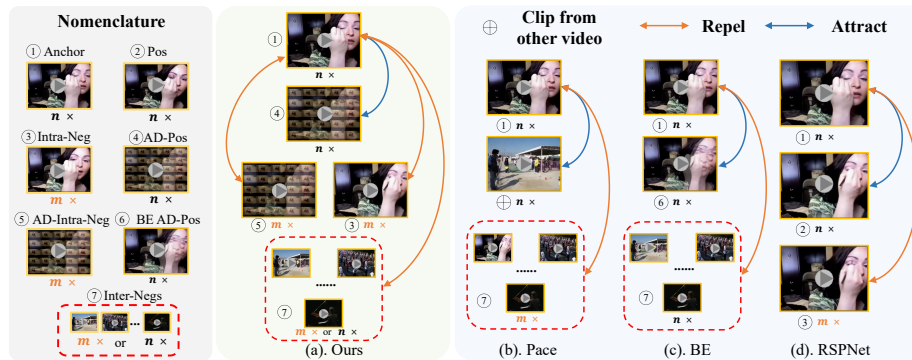 Nomenclature
① Anchor
② Pos
n ×
n ×
③ Intra-Neg
④ AD-Pos
m ×
n ×
⑤ AD-Intra-Neg
⑥ BE AD-Pos
m ×
n ×
⑦ Inter-Negs
...
m × or n ×
①
n ×
④
n ×
⑤ m ×
③ m ×
......
⑦
m × or n ×
(a). Ours
⊕ Clip from other video
Repel
Attract
① n ×
⊕ n ×
......
⑦
m ×
(b). Pace
① n ×
⑥ n ×
......
⑦
n ×
(c). BE
① n ×
② n ×
③ m ×
(d). RSPNet